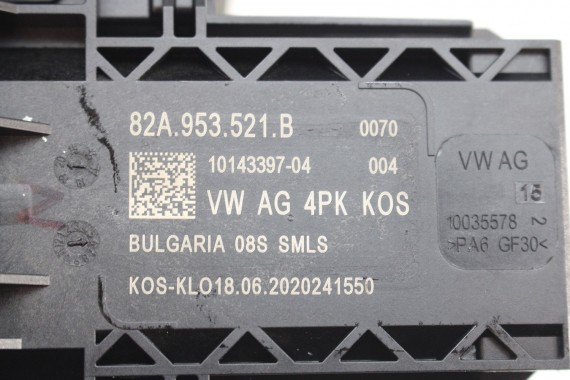 82A.953.521.B 0070
10143397-04 004
VW AG 4PK KOS
BULGARIA 08S SMLS
KOS-KLO18.06.2020241550
VW AG
15
10035578 2
>PA6 GF30<